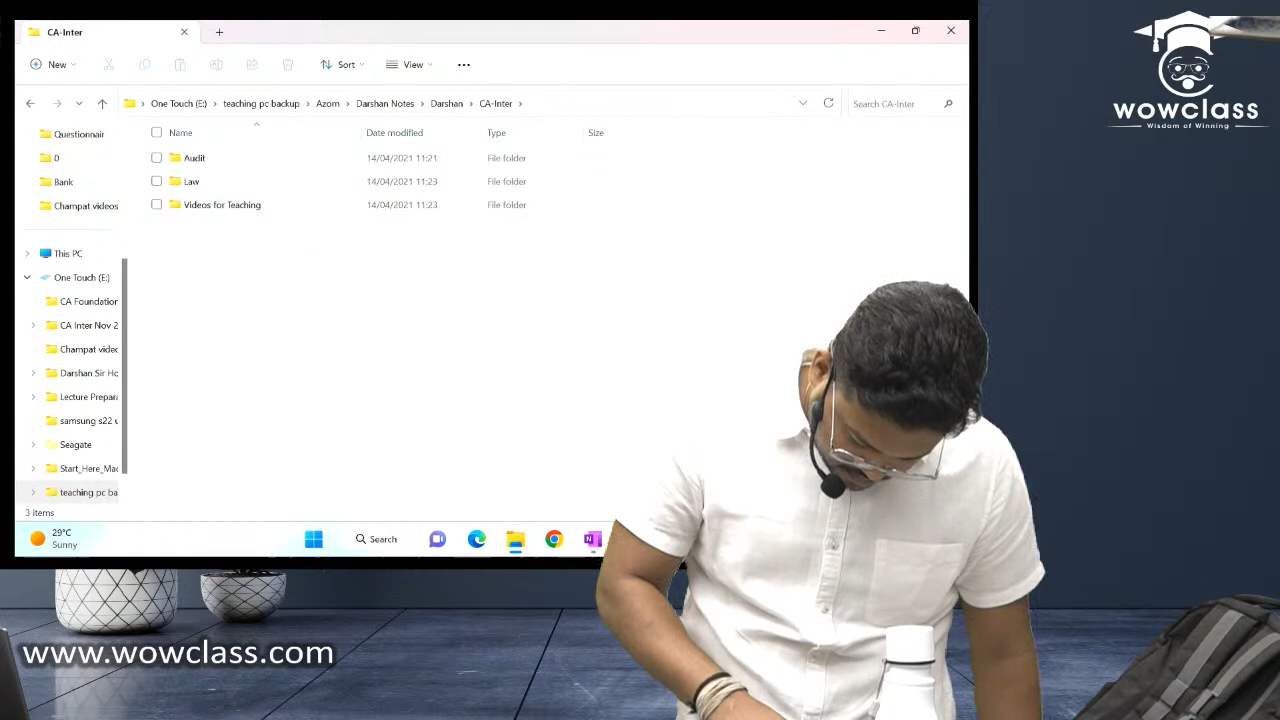 CA-Inter
New
Sort
View
One Touch (E:) > teaching pc backup > Azom > Darshan Notes > Darshan > CA-Inter >
Search CA-Inter
Name Date modified Type Size
Audit 14/04/2021 11:21 File folder
Law 14/04/2021 11:23 File folder
Videos for Teaching 14/04/2021 11:23 File folder
Questionnair
0
Bank
Champat videos
This PC
One Touch (E:)
CA Foundation
CA Inter Nov 2
Champat videc
Darshan Sir Hc
Lecture Prepara
samsung s22 u
Seagate
Start_Here_Mac
teaching pc ba
3 items
29°C
Sunny
Search
wowclass
Wisdom of Winning
www.wowclass.com